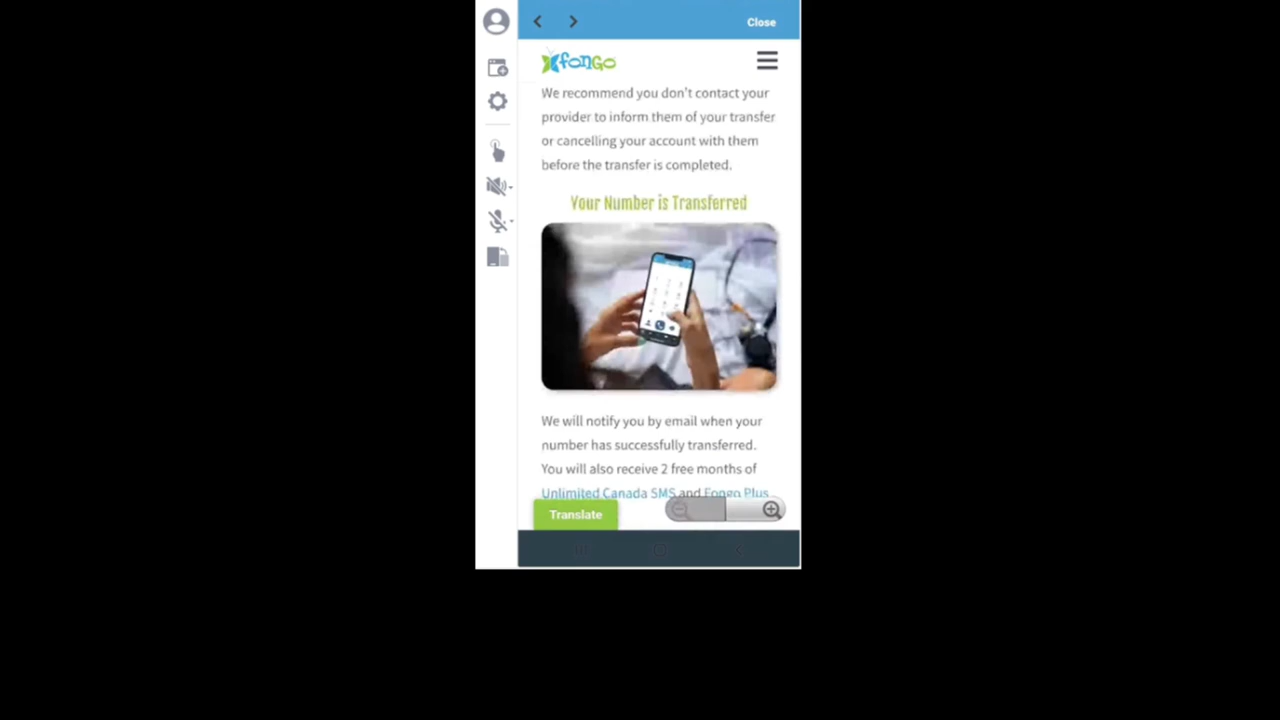 Close
fonGo
We recommend you don't contact your
provider to inform them of your transfer
or cancelling your account with them
before the transfer is completed.
Your Number is Transferred
We will notify you by email when your
number has successfully transferred.
You will also receive 2 free months of
Unlimited Canada SMS and Fongo Plus
Translate